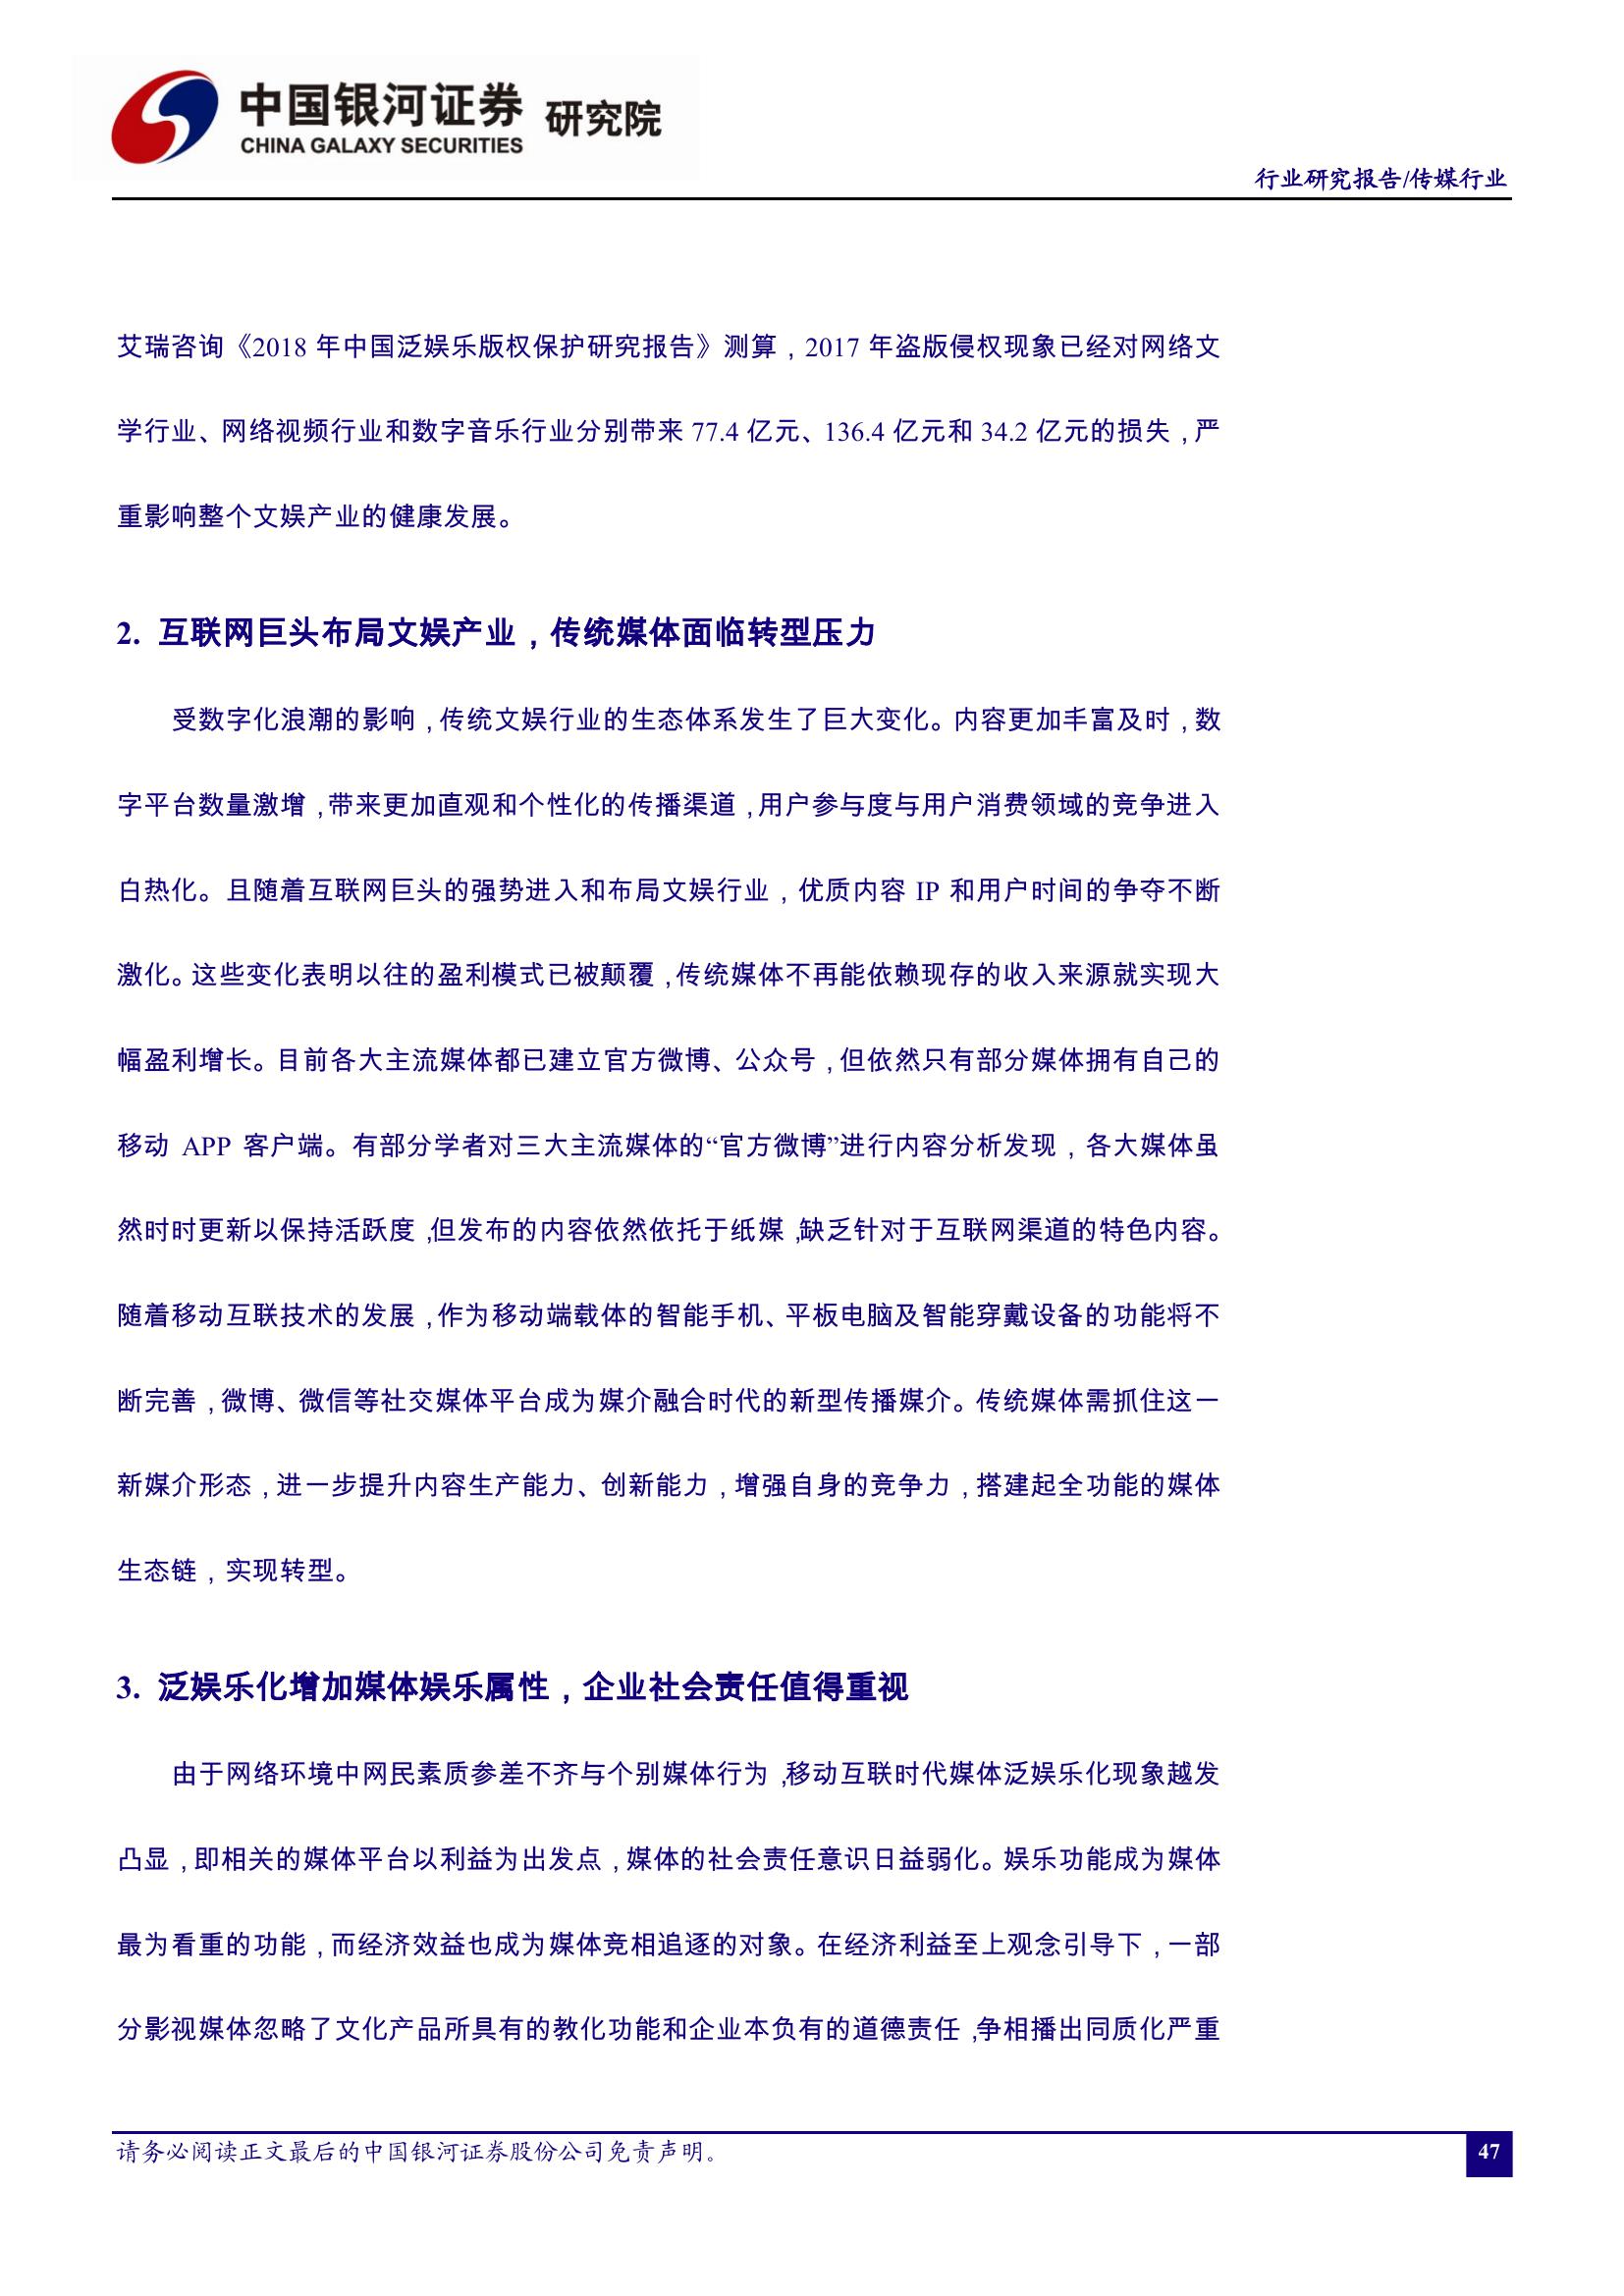 中国银河证券 研究院
CHINA GALAXY SECURITIES
行业研究报告/传媒行业
艾瑞咨询《2018 年中国泛娱乐版权保护研究报告》测算，2017 年盗版侵权现象已经对网络文
学行业、网络视频行业和数字音乐行业分别带来 77.4 亿元、136.4 亿元和 34.2 亿元的损失，严
重影响整个文娱产业的健康发展。
2. 互联网巨头布局文娱产业，传统媒体面临转型压力
受数字化浪潮的影响，传统文娱行业的生态体系发生了巨大变化。内容更加丰富及时，数
字平台数量激增，带来更加直观和个性化的传播渠道，用户参与度与用户消费领域的竞争进入
白热化。且随着互联网巨头的强势进入和布局文娱行业，优质内容 IP 和用户时间的争夺不断
激化。这些变化表明以往的盈利模式已被颠覆，传统媒体不再能依赖现存的收入来源就实现大
幅盈利增长。目前各大主流媒体都已建立官方微博、公众号，但依然只有部分媒体拥有自己的
移动 APP 客户端。有部分学者对三大主流媒体的“官方微博”进行内容分析发现，各大媒体虽
然时时更新以保持活跃度，但发布的内容依然依托于纸媒，缺乏针对于互联网渠道的特色内容。
随着移动互联技术的发展，作为移动端载体的智能手机、平板电脑及智能穿戴设备的功能将不
断完善，微博、微信等社交媒体平台成为媒介融合时代的新型传播媒介。传统媒体需抓住这一
新媒介形态，进一步提升内容生产能力、创新能力，增强自身的竞争力，搭建起全功能的媒体
生态链，实现转型。
3. 泛娱乐化增加媒体娱乐属性，企业社会责任值得重视
由于网络环境中网民素质参差不齐与个别媒体行为，移动互联时代媒体泛娱乐化现象越发
凸显，即相关的媒体平台以利益为出发点，媒体的社会责任意识日益弱化。娱乐功能成为媒体
最为看重的功能，而经济效益也成为媒体竞相追逐的对象。在经济利益至上观念引导下，一部
分影视媒体忽略了文化产品所具有的教化功能和企业本负有的道德责任，争相播出同质化严重
请务必阅读正文最后的中国银河证券股份公司免责声明。
47